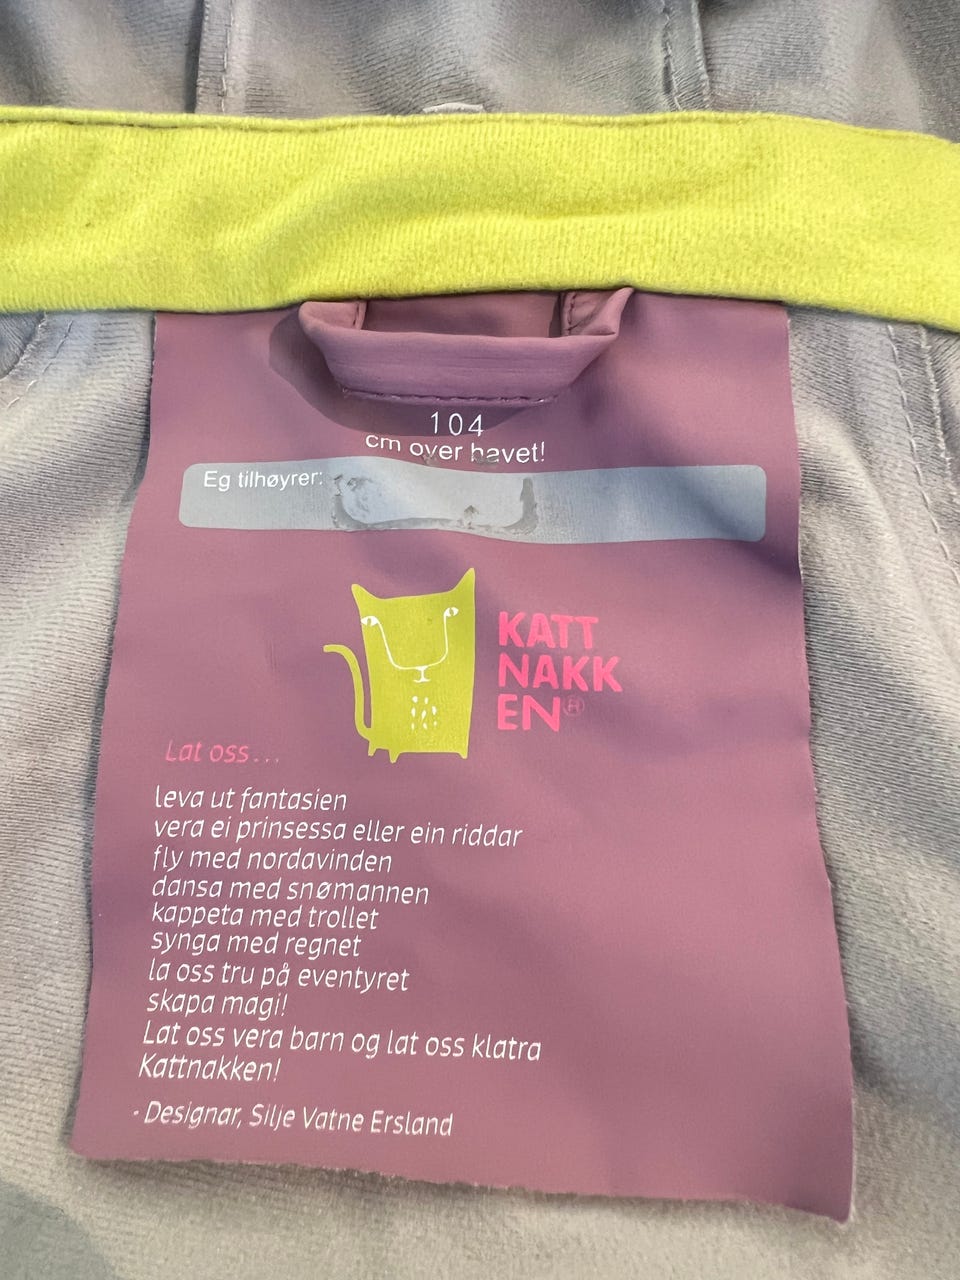 104
cm over havet!
Eg tilhøyrer:
KATT
NAKK
EN®
Lat oss...
leva ut fantasien
vera ei prinsessa eller ein riddar
fly med nordavinden
dansa med snømannen
kappeta med trollet
synga med regnet
la oss tru på eventyret
skapa magi!
Lat oss vera barn og lat oss klatra
Kattnakken!
- Designar, Silje Vatne Ersland